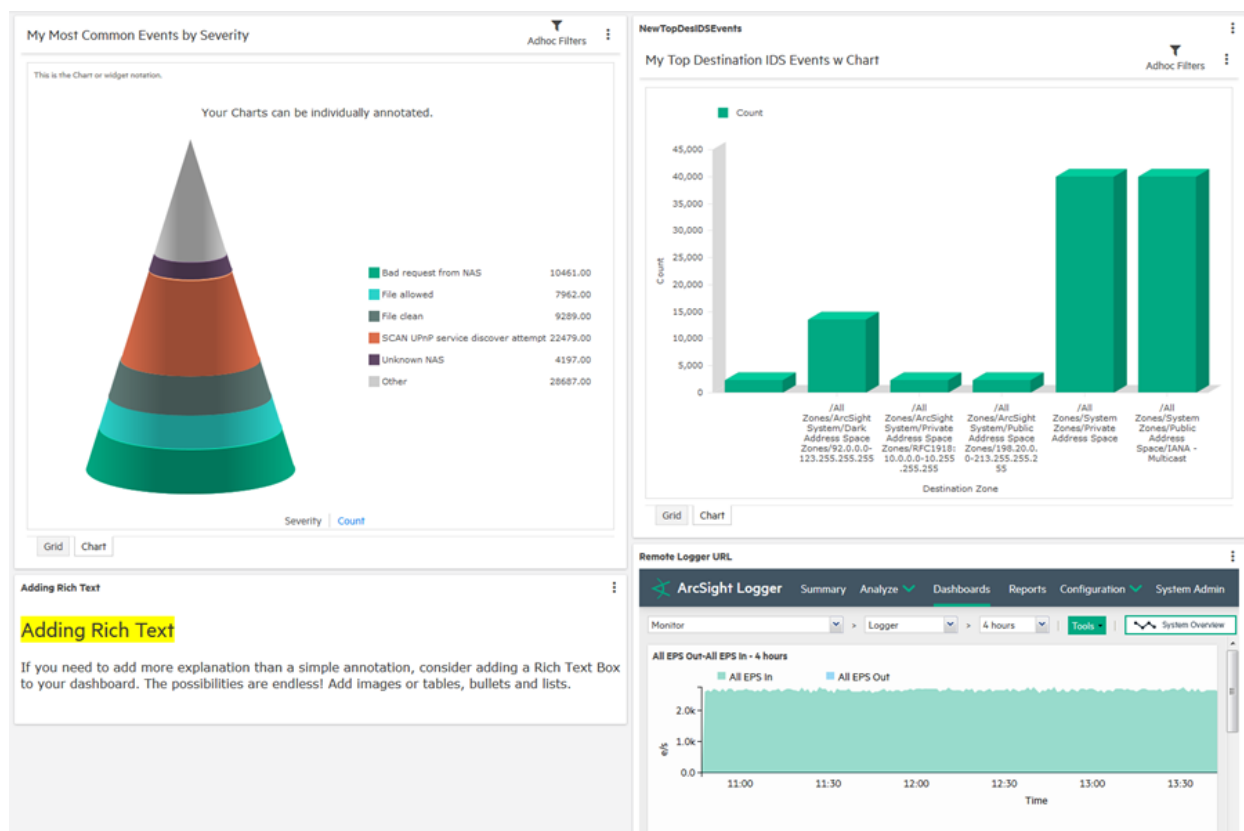 My Most Common Events by Severity
Adhoc Filters
This is the Chart or widget notation.
Your Charts can be individually annotated.
Bad request from NAS 10461.00
File allowed 7962.00
File clean 9289.00
SCAN UPnP service discover attempt 22479.00
Unknown NAS 4197.00
Other 28687.00
Severity Count
Grid Chart
Adding Rich Text
Adding Rich Text
If you need to add more explanation than a simple annotation, consider adding a Rich Text Box
to your dashboard. The possibilities are endless! Add images or tables, bullets and lists.
NewTopDesIDSEvents
My Top Destination IDS Events w Chart
Adhoc Filters
Count
45,000
40,000
35,000
30,000
25,000
20,000
15,000
10,000
5,000
0
Count
/All
Zones/ArcSight
System/Dark
Address Space
Zones/92.0.0.0-
123.255.255.255
/All
Zones/ArcSight
System/Private
Address Space
Zones/RFC1918:
10.0.0.0-10.255
.255.255
/All
Zones/ArcSight
System/Public
Address Space
Zones/198.20.0.
0-213.255.255.2
55
/All
Zones/System
Zones/Private
Address Space
/All
Zones/System
Zones/Public
Address
Space/IANA -
Multicast
Destination Zone
Grid Chart
Remote Logger URL
ArcSight Logger Summary Analyze Dashboards Reports Configuration System Admin
Monitor > Logger > 4 hours Tools System Overview
All EPS Out-All EPS In - 4 hours
All EPS In All EPS Out
2.0k
1.0k
0.0
e/s
11:00 11:30 12:00 12:30 13:00 13:30
Time